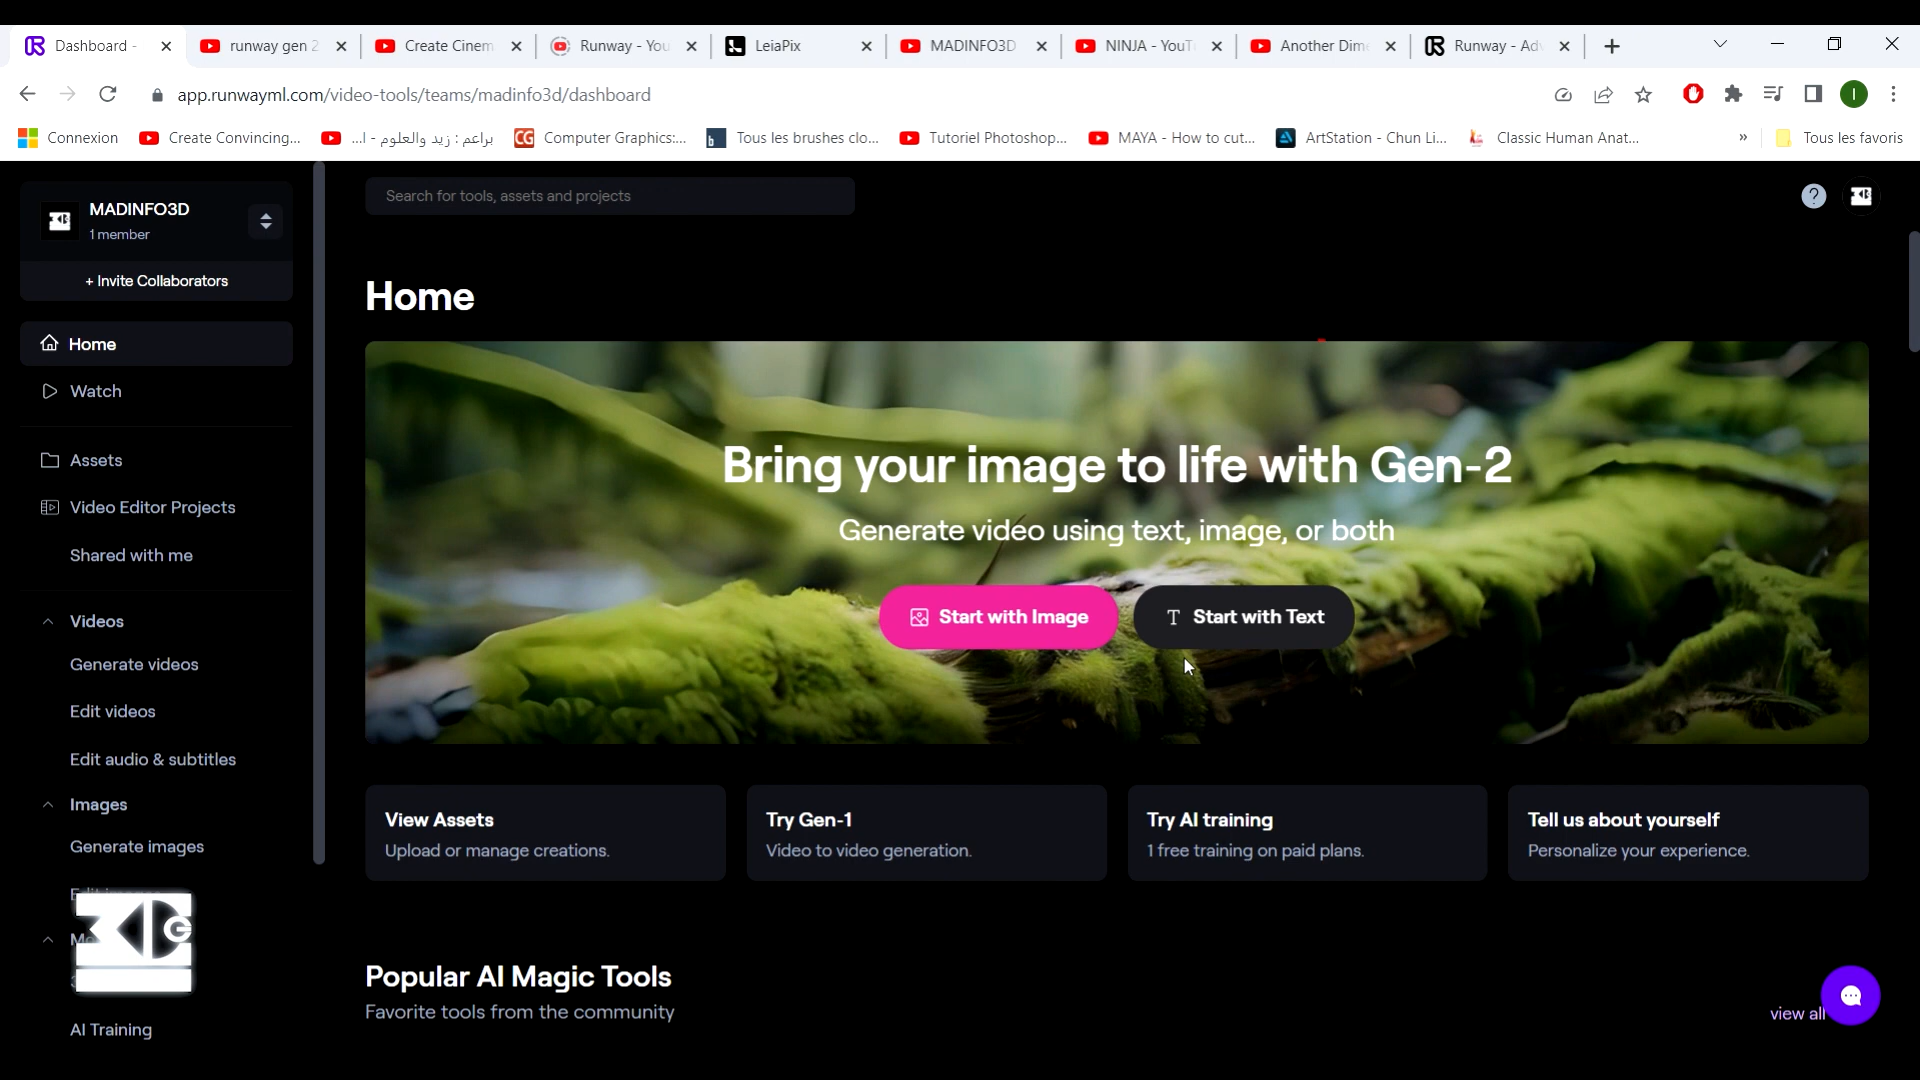 Dashboard -
runway gen 2
Create Cinem
Runway - You
LeiaPix
MADINFO3D
NINJA - YouT
Another Dime
Runway - Adv
app.runwayml.com/video-tools/teams/madinfo3d/dashboard
I
Connexion
Create Convincing...
براعم : زيد والعلوم - ا...
CG
Computer Graphics:...
Tous les brushes clo...
Tutoriel Photoshop...
MAYA - How to cut...
ArtStation - Chun Li...
Classic Human Anat...
»
Tous les favoris
MADINFO3D
1 member
+ Invite Collaborators
Home
Watch
Assets
Video Editor Projects
Shared with me
Videos
Generate videos
Edit videos
Edit audio & subtitles
Images
Generate images
AI Training
Search for tools, assets and projects
?
Home
Bring your image to life with Gen-2
Generate video using text, image, or both
Start with Image
Start with Text
View Assets
Upload or manage creations.
Try Gen-1
Video to video generation.
Try AI training
1 free training on paid plans.
Tell us about yourself
Personalize your experience.
Popular AI Magic Tools
Favorite tools from the community
view all